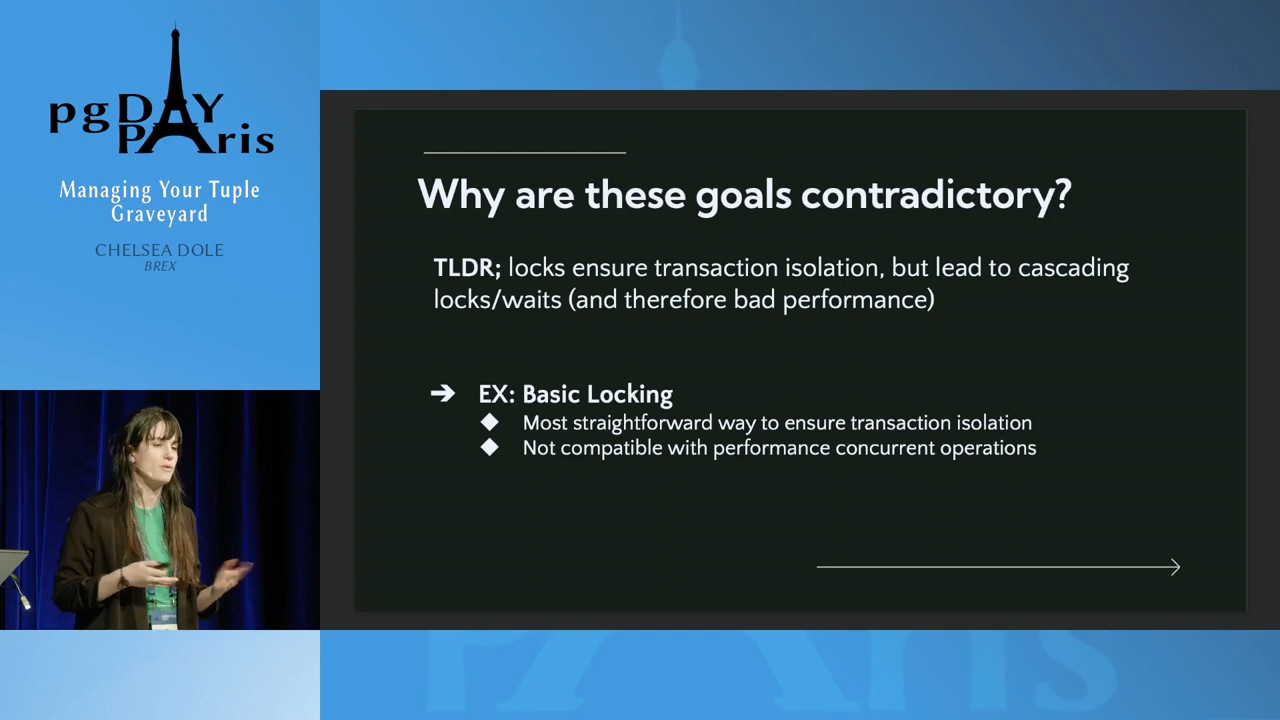 pgDAY
PAris
Managing Your Tuple
Graveyard
CHELSEA DOLE
BREX
Why are these goals contradictory?
TLDR; locks ensure transaction isolation, but lead to cascading
locks/waits (and therefore bad performance)
➔ EX: Basic Locking
◆ Most straightforward way to ensure transaction isolation
◆ Not compatible with performance concurrent operations